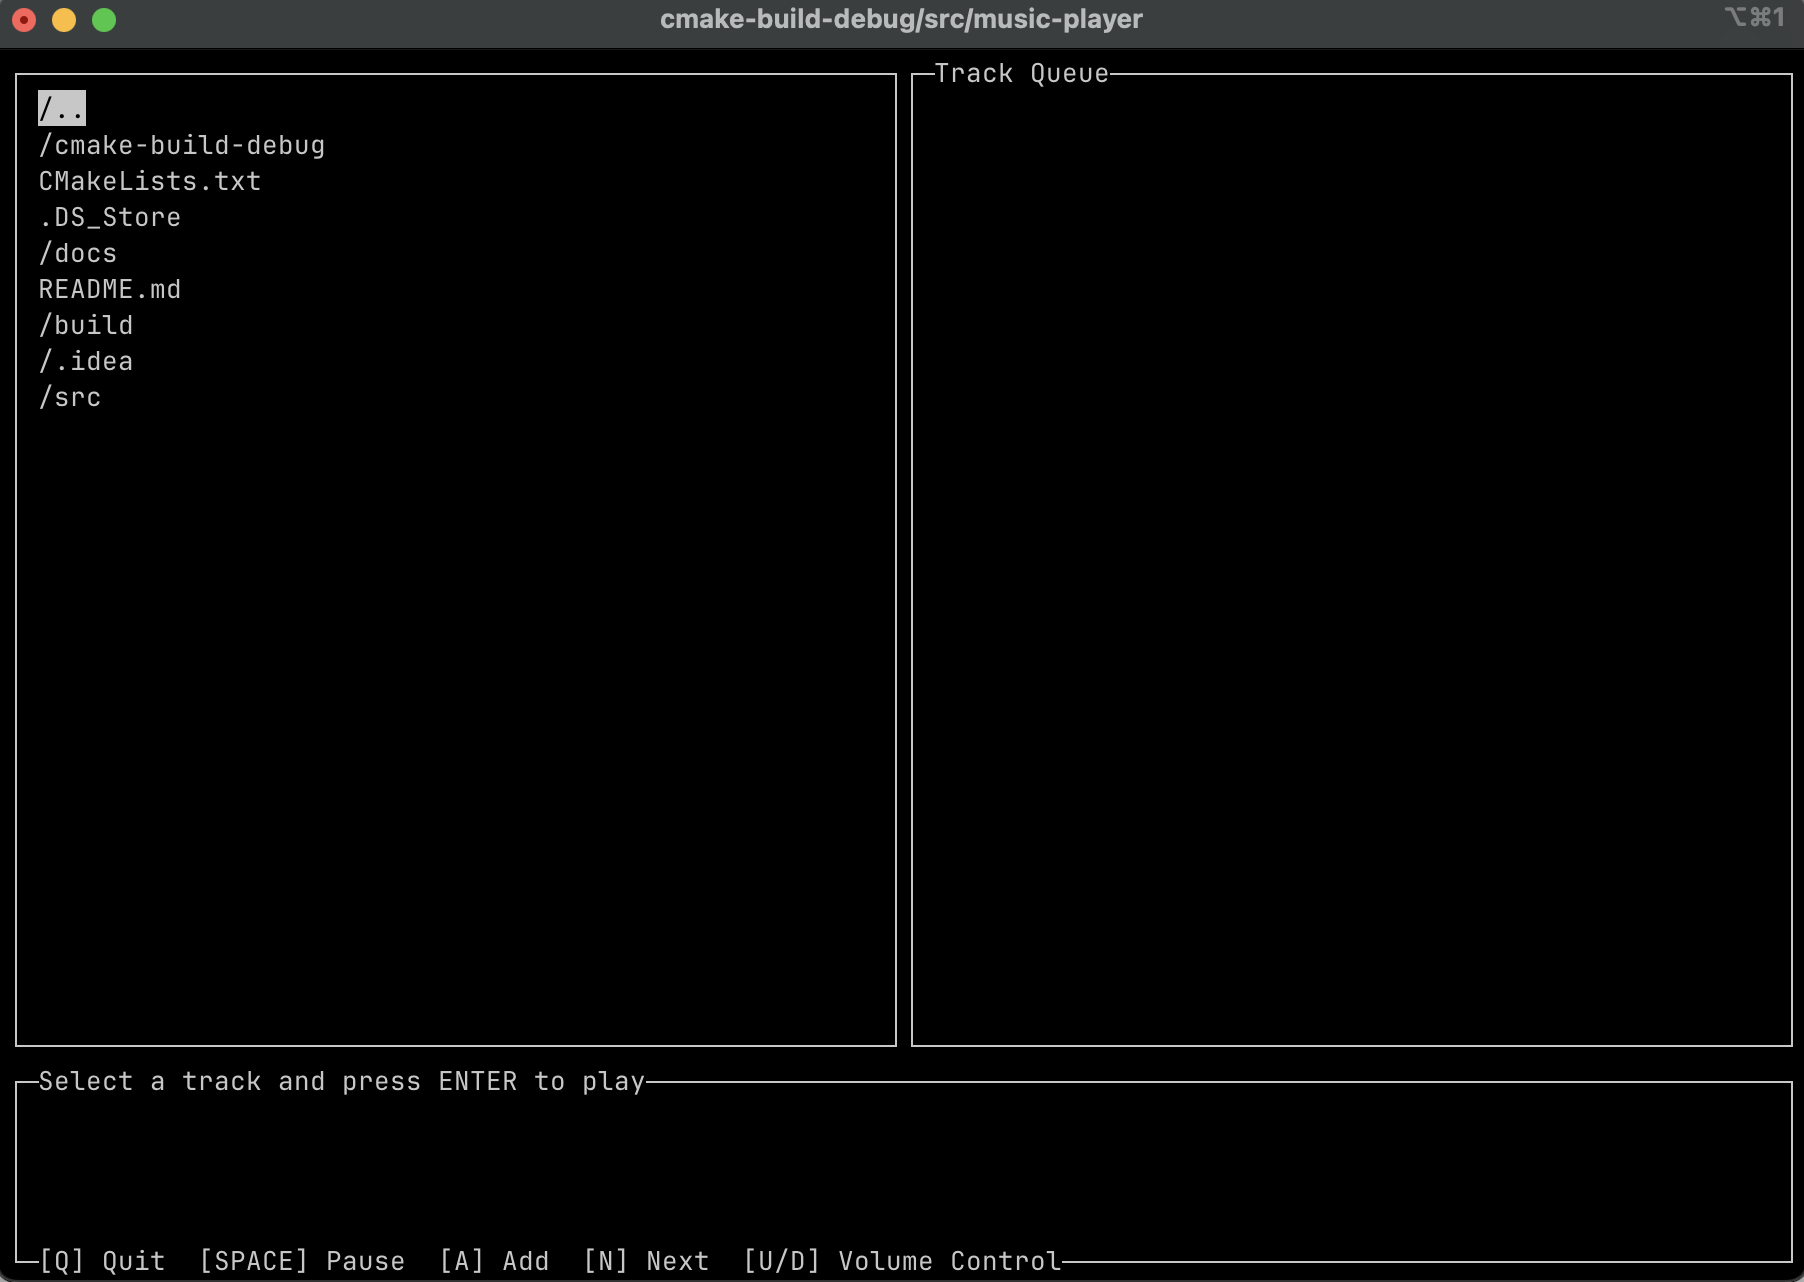 cmake-build-debug/src/music-player
⌥⌘1
/..
/cmake-build-debug
CMakeLists.txt
.DS_Store
/docs
README.md
/build
/.idea
/src
Track Queue
Select a track and press ENTER to play
[Q] Quit  [SPACE] Pause  [A] Add  [N] Next  [U/D] Volume Control